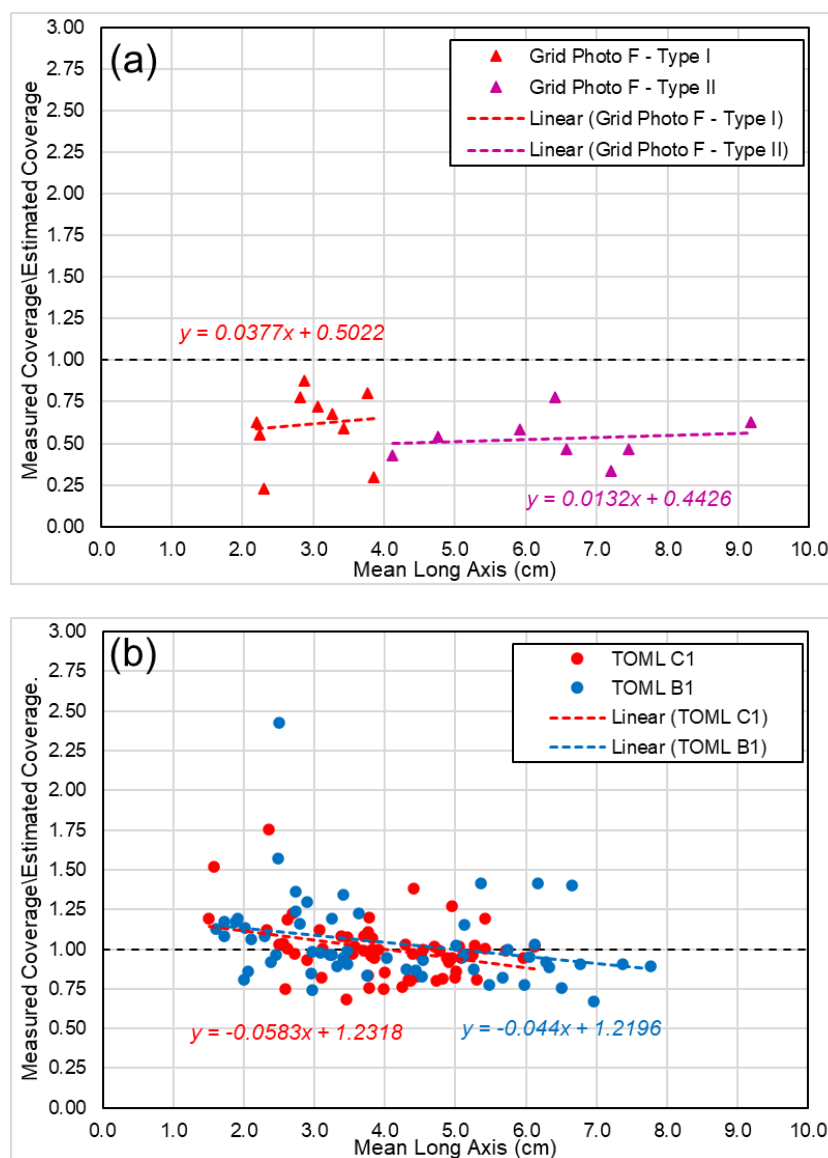 (a)
Grid Photo F - Type I
Grid Photo F - Type II
Linear (Grid Photo F - Type I)
Linear (Grid Photo F - Type II)
3.00
2.75
2.50
2.25
2.00
1.75
1.50
1.25
1.00
0.75
0.50
0.25
0.00
Measured Coverage\Estimated Coverage
y = 0.0377x + 0.5022
y = 0.0132x + 0.4426
0.0 1.0 2.0 3.0 4.0 5.0 6.0 7.0 8.0 9.0 10.0
Mean Long Axis (cm)
(b)
TOML C1
TOML B1
Linear (TOML C1)
Linear (TOML B1)
3.00
2.75
2.50
2.25
2.00
1.75
1.50
1.25
1.00
0.75
0.50
0.25
0.00
Measured Coverage\Estimated Coverage.
y = -0.0583x + 1.2318
y = -0.044x + 1.2196
0.0 1.0 2.0 3.0 4.0 5.0 6.0 7.0 8.0 9.0 10.0
Mean Long Axis (cm)